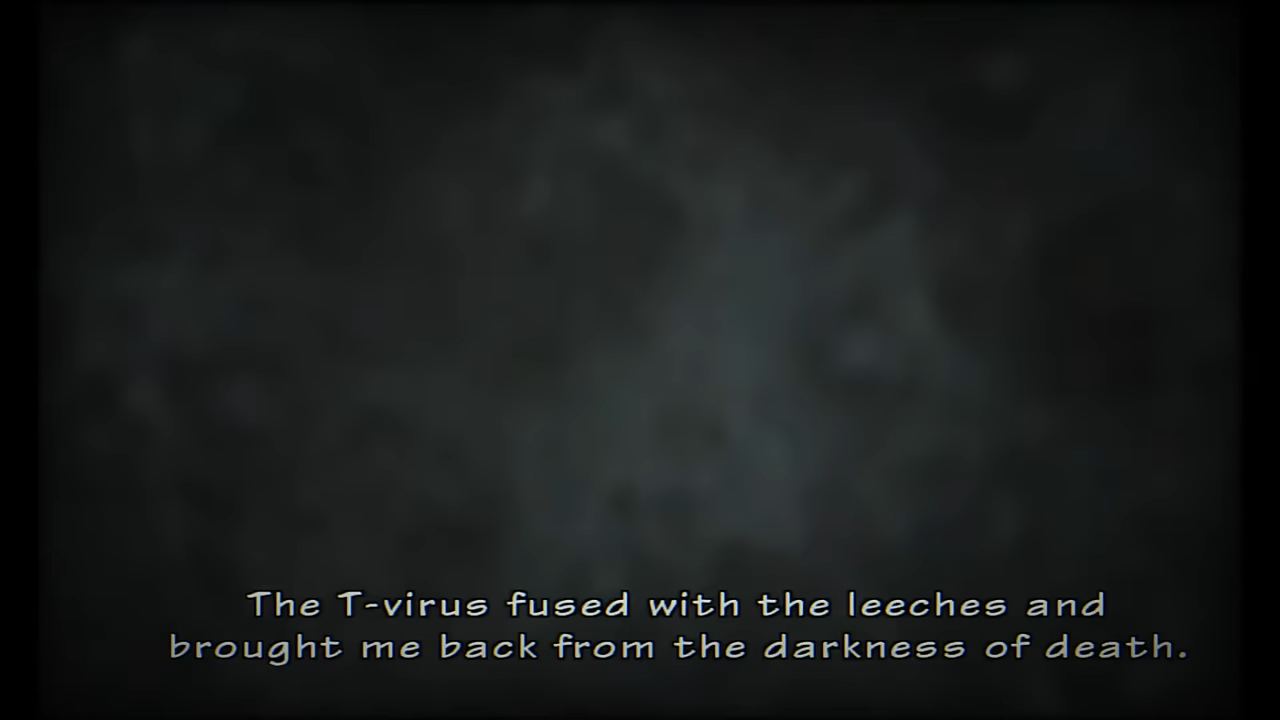 The T-virus fused with the leeches and
brought me back from the darkness of death.